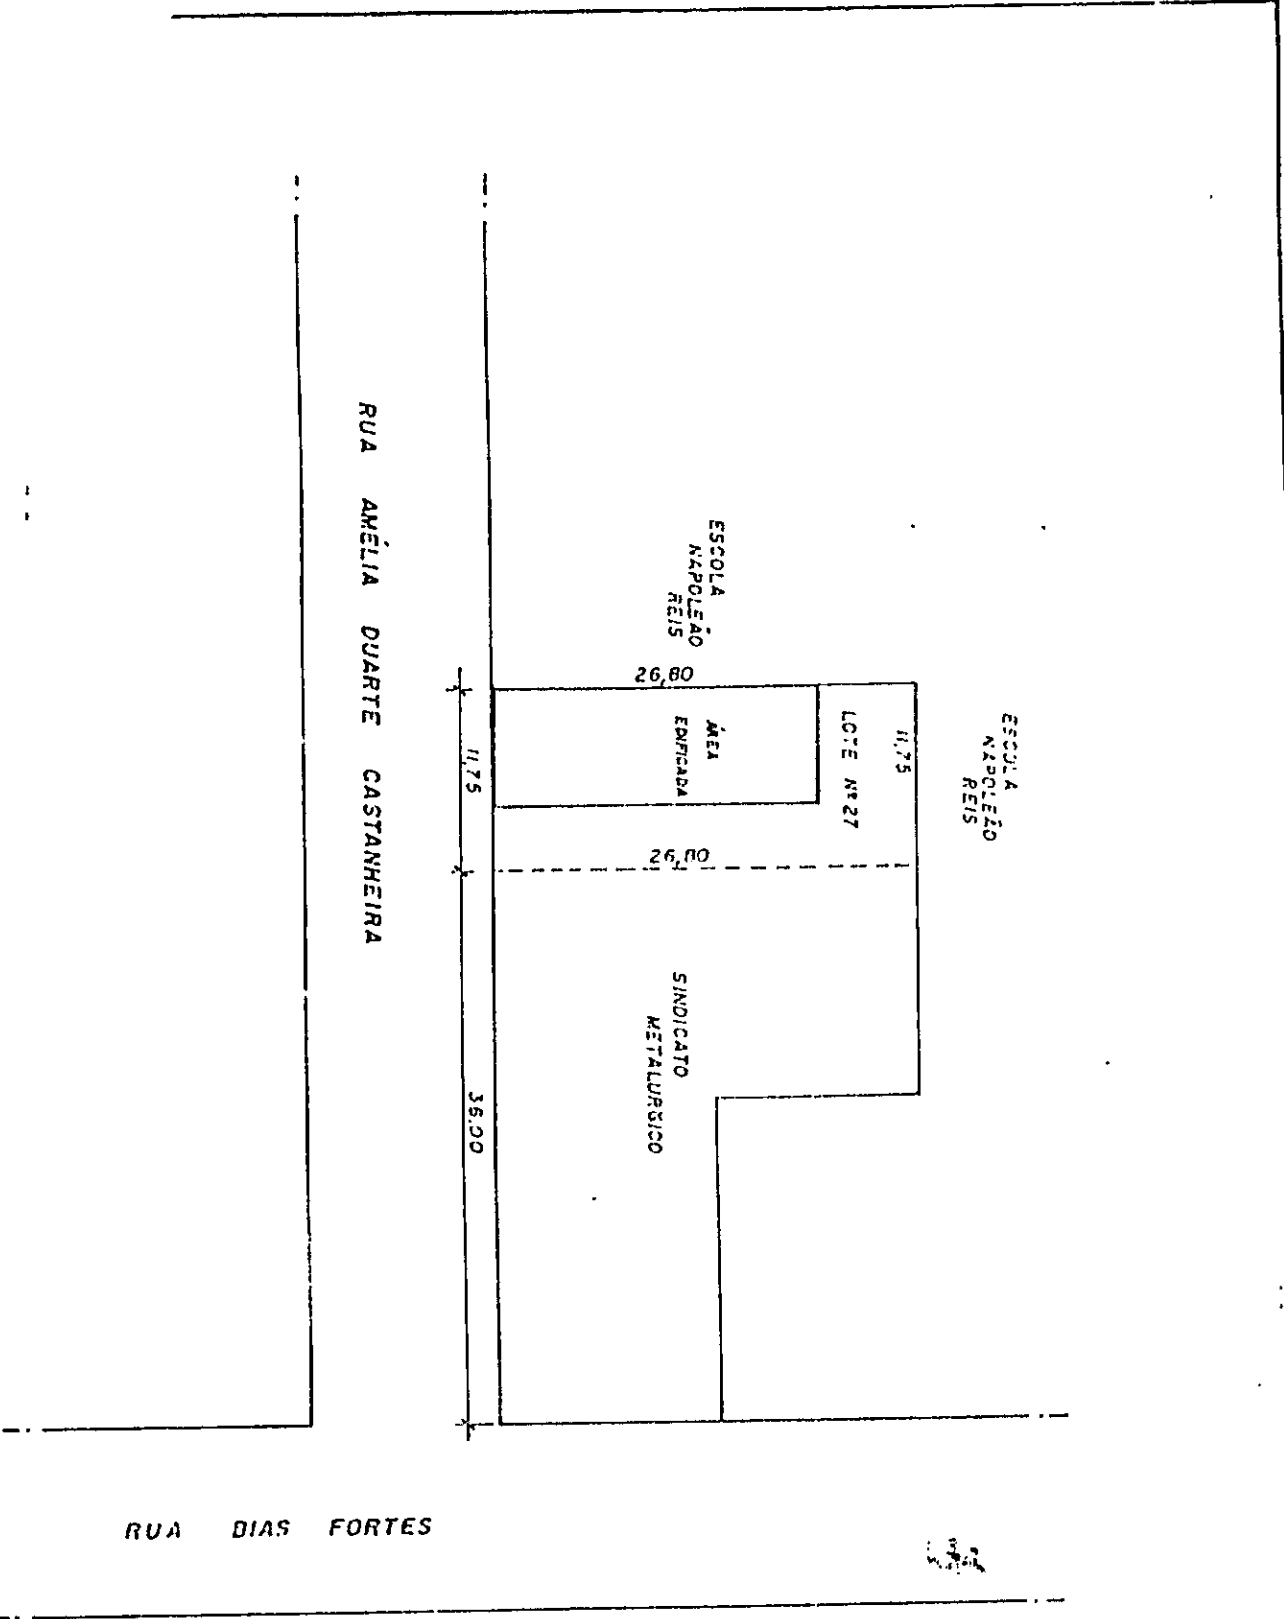 RUA AMÉLIA DUARTE CASTANHEIRA
ESCOLA
NAPOLEÃO
REIS
ESCOLA
NAPOLEÃO
REIS
26,80
11,75
LOTE Nº 27
ÁREA
EDIFICADA
11,75
26,80
SINDICATO
METALURGICO
36.00
RUA DIAS FORTES